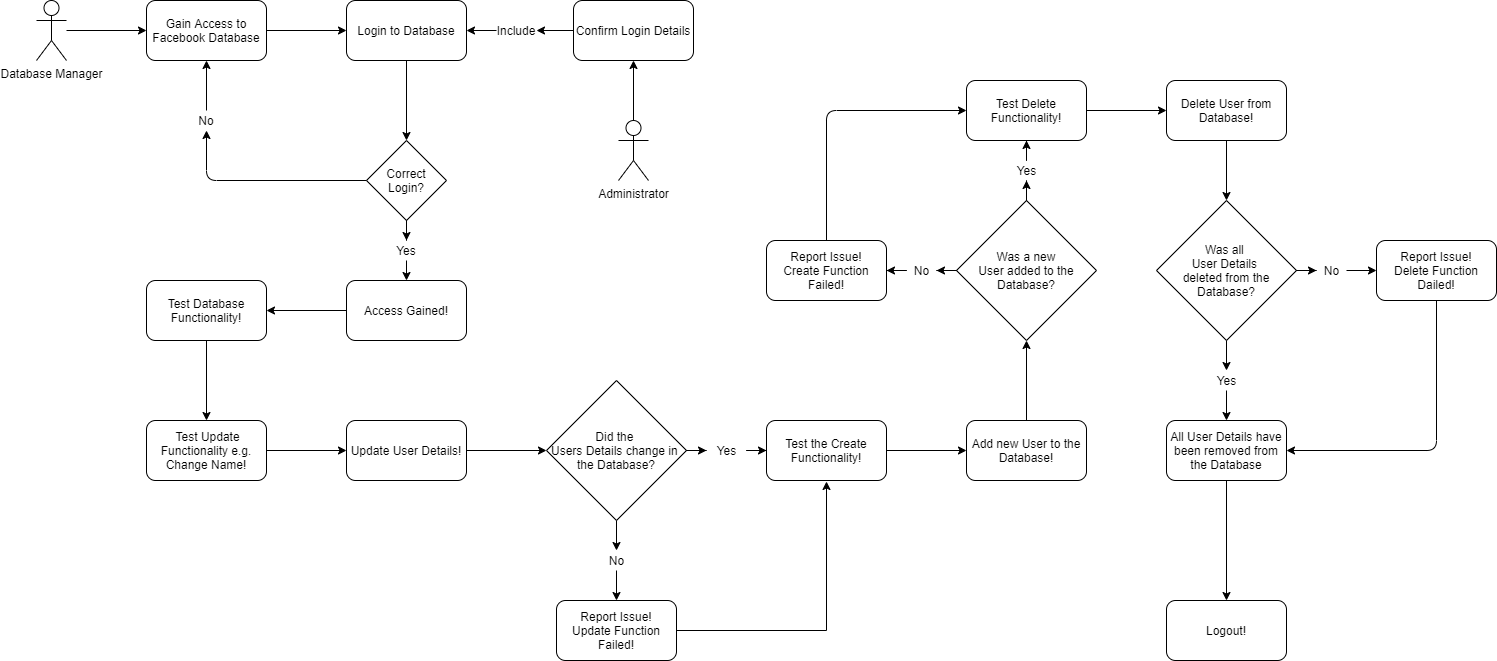 Database Manager
Gain Access to
Facebook Database
Login to Database
Include
Confirm Login Details
Administrator
No
Correct
Login?
Yes
Access Gained!
Test Database
Functionality!
Test Update
Functionality e.g.
Change Name!
Update User Details!
Did the
Users Details change in
the Database?
No
Report Issue!
Update Function
Failed!
Yes
Test the Create
Functionality!
Add new User to the
Database!
Was a new
User added to the
Database?
No
Report Issue!
Create Function
Failed!
Yes
Test Delete
Functionality!
Delete User from
Database!
Was all
User Details
deleted from the
Database?
No
Report Issue!
Delete Function
Dailed!
Yes
All User Details have
been removed from
the Database
Logout!